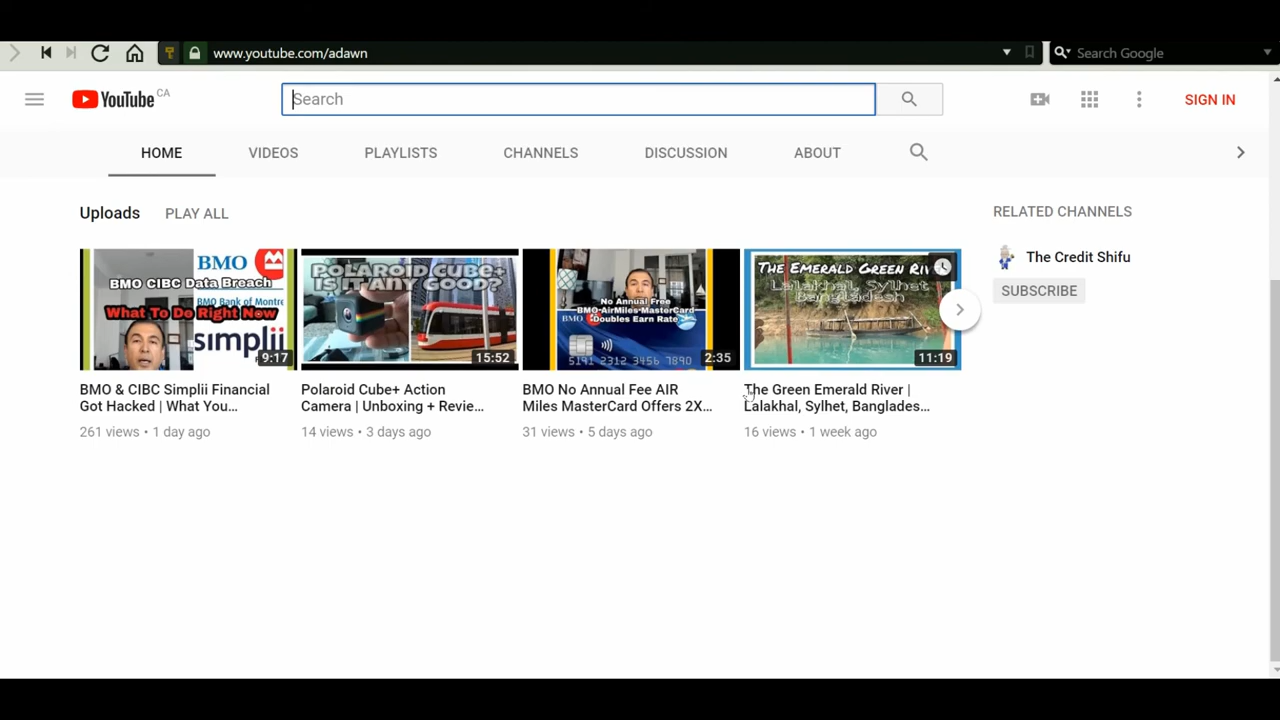 www.youtube.com/adawn
Search Google
YouTube CA
Search
SIGN IN
HOME
VIDEOS
PLAYLISTS
CHANNELS
DISCUSSION
ABOUT
Uploads
PLAY ALL
BMO CIBC Data Breach
What To Do Right Now
BMO
BMO Bank of Montre
simplii
9:17
BMO & CIBC Simplii Financial
Got Hacked | What You...
261 views • 1 day ago
POLAROID CUBE+
IS IT ANY GOOD?
15:52
Polaroid Cube+ Action
Camera | Unboxing + Revie...
14 views • 3 days ago
No Annual Free
BMO AirMiles MasterCard
Doubles Earn Rate
5191 2312 3456 7890
2:35
BMO No Annual Fee AIR
Miles MasterCard Offers 2X...
31 views • 5 days ago
The Emerald Green Riv
Lalakhal, Sylhet
Bangladesh
11:19
The Green Emerald River |
Lalakhal, Sylhet, Banglades...
16 views • 1 week ago
RELATED CHANNELS
The Credit Shifu
SUBSCRIBE